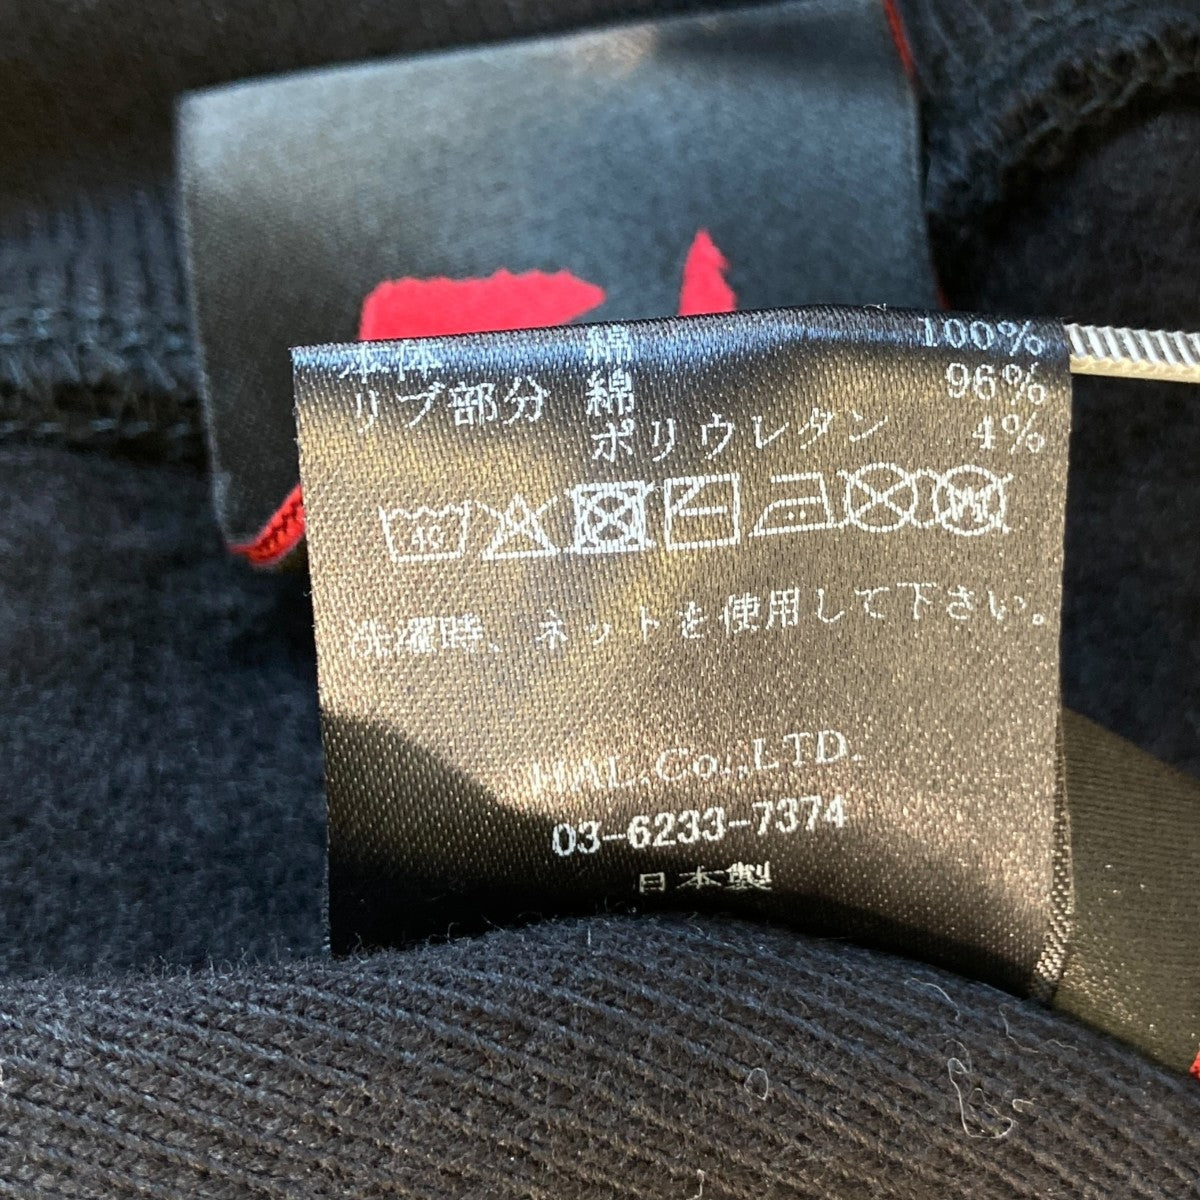 本体 綿 100%
リブ部分 綿 96%
ポリウレタン 4%
40
洗濯時、ネットを使用して下さい。
HAL.Co.,LTD.
03-6233-7374
日本製